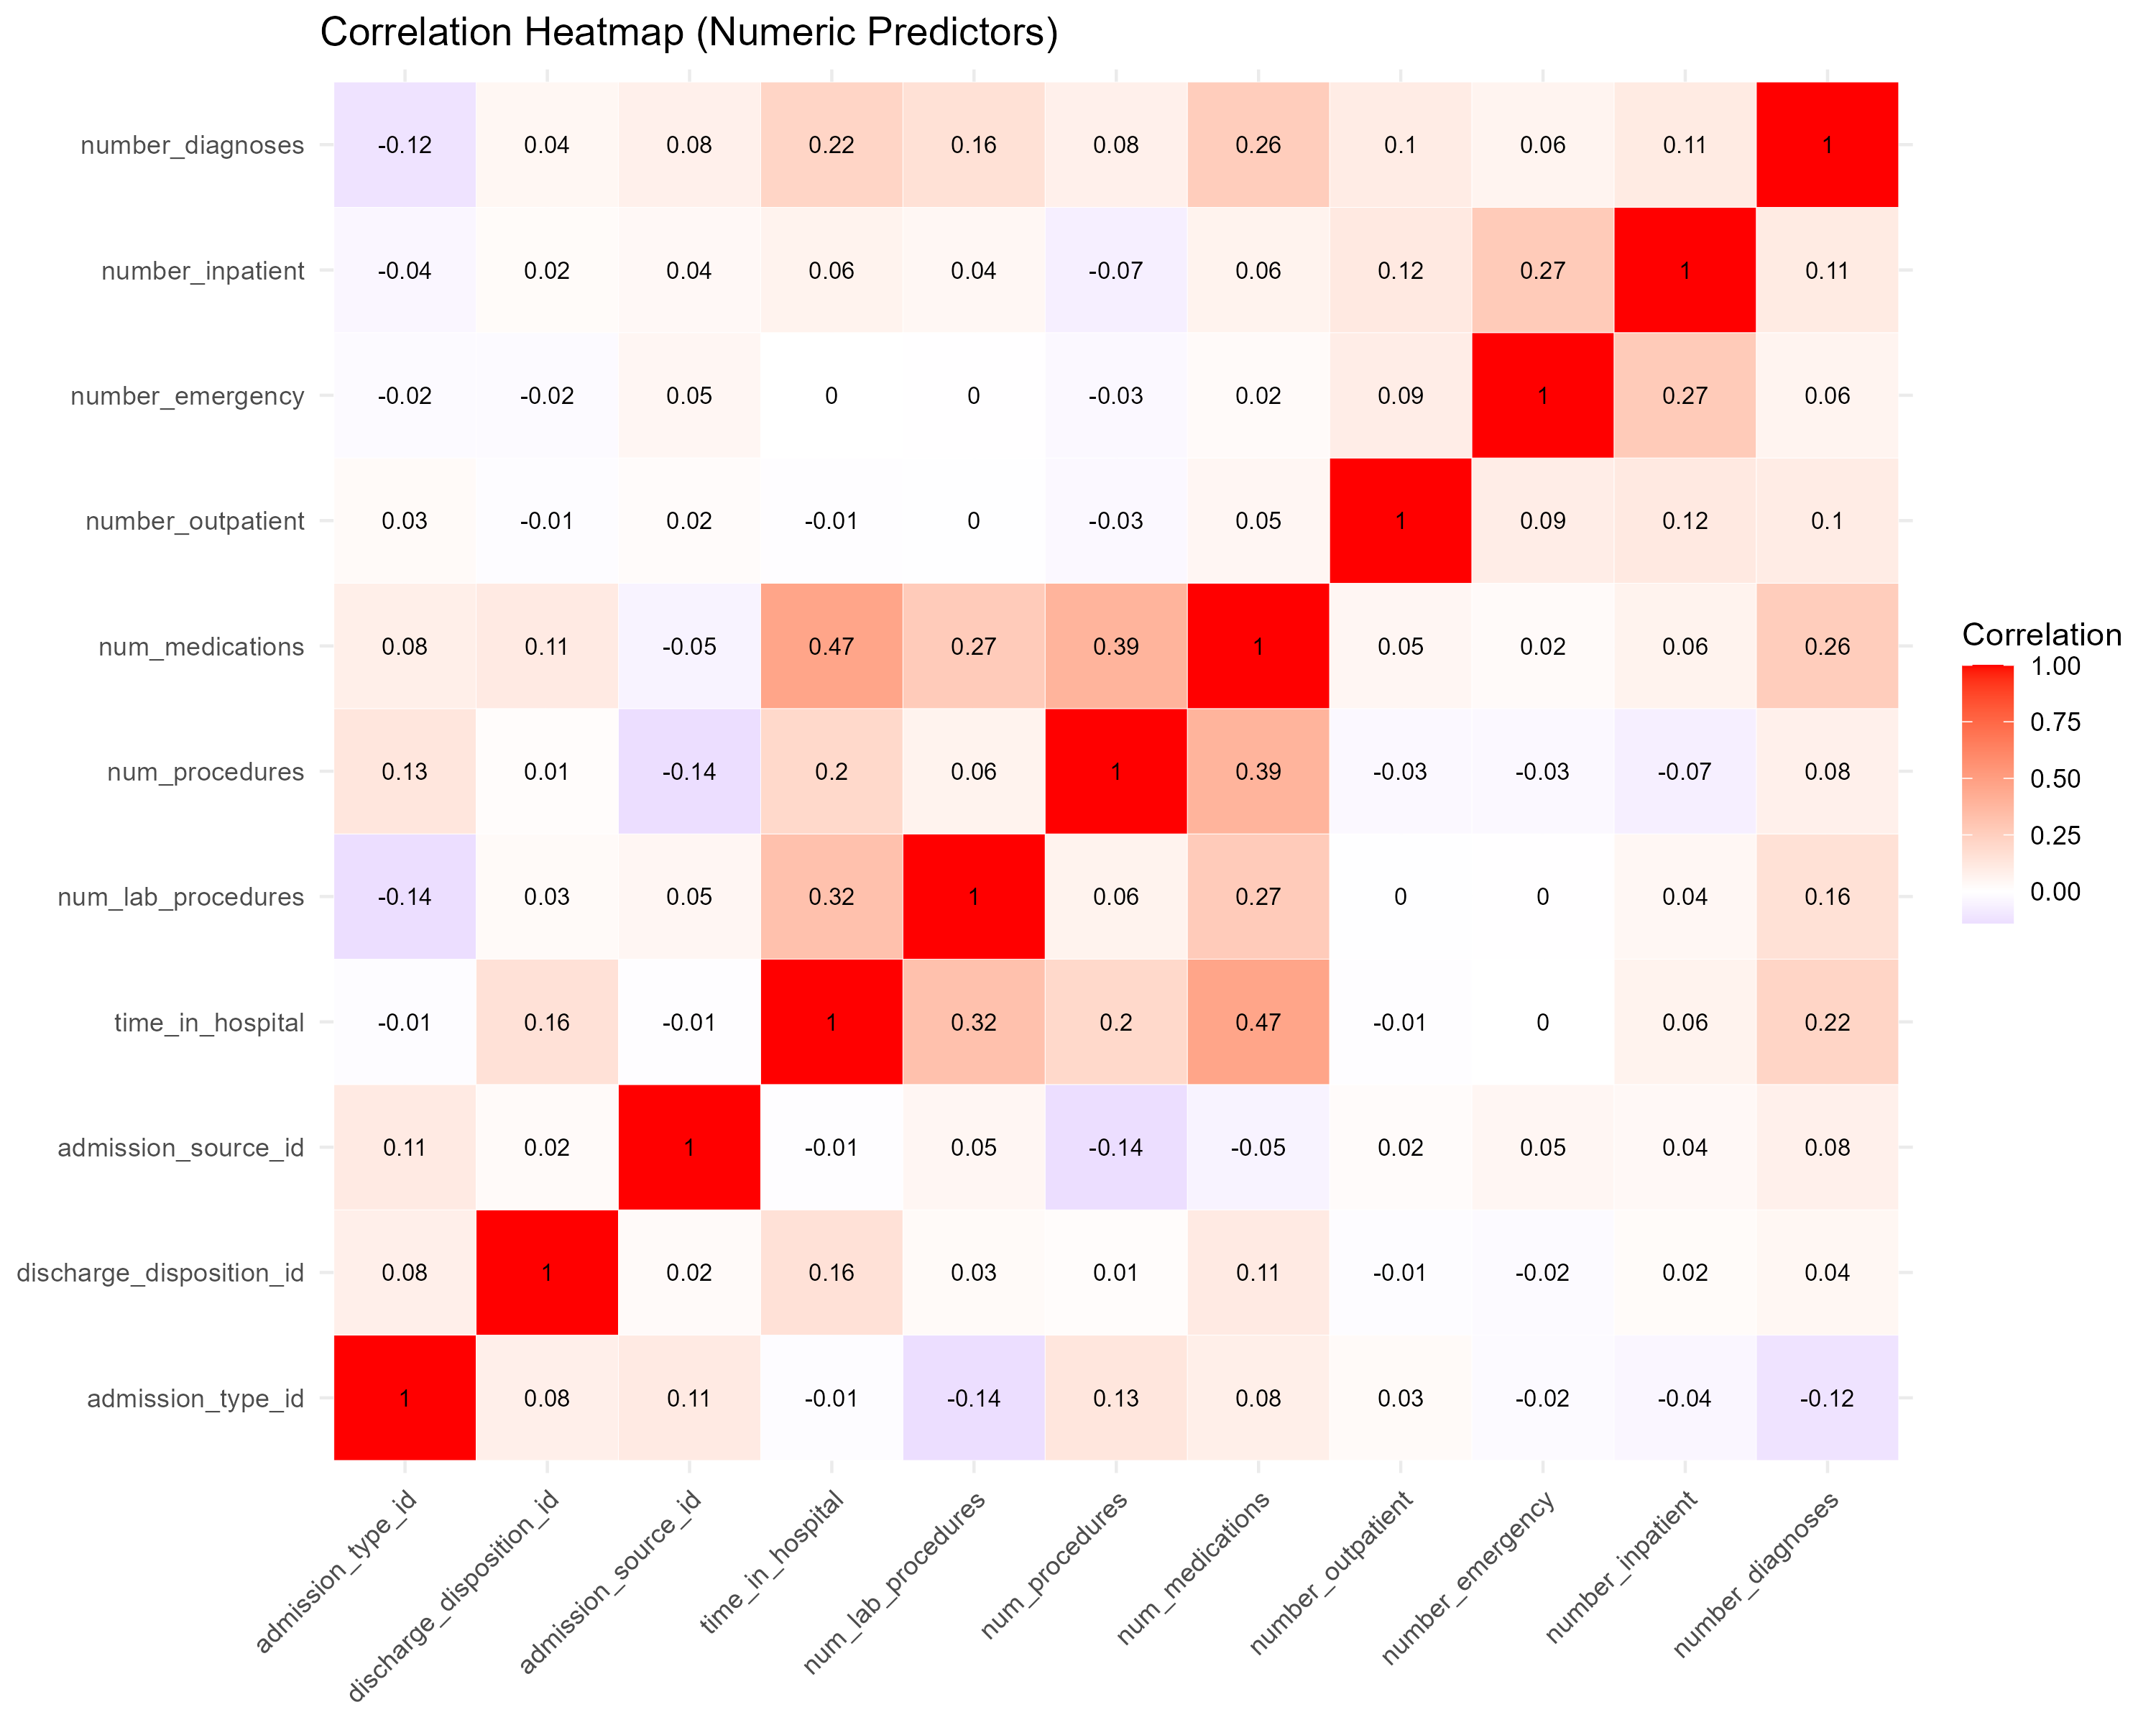 Correlation Heatmap (Numeric Predictors)
number_diagnoses -0.12 0.04 0.08 0.22 0.16 0.08 0.26 0.1 0.06 0.11 1
number_inpatient -0.04 0.02 0.04 0.06 0.04 -0.07 0.06 0.12 0.27 1 0.11
number_emergency -0.02 -0.02 0.05 0 0 -0.03 0.02 0.09 1 0.27 0.06
number_outpatient 0.03 -0.01 0.02 -0.01 0 -0.03 0.05 1 0.09 0.12 0.1
num_medications 0.08 0.11 -0.05 0.47 0.27 0.39 1 0.05 0.02 0.06 0.26
num_procedures 0.13 0.01 -0.14 0.2 0.06 1 0.39 -0.03 -0.03 -0.07 0.08
num_lab_procedures -0.14 0.03 0.05 0.32 1 0.06 0.27 0 0 0.04 0.16
time_in_hospital -0.01 0.16 -0.01 1 0.32 0.2 0.47 -0.01 0 0.06 0.22
admission_source_id 0.11 0.02 1 -0.01 0.05 -0.14 -0.05 0.02 0.05 0.04 0.08
discharge_disposition_id 0.08 1 0.02 0.16 0.03 0.01 0.11 -0.01 -0.02 0.02 0.04
admission_type_id 1 0.08 0.11 -0.01 -0.14 0.13 0.08 0.03 -0.02 -0.04 -0.12
admission_type_id
discharge_disposition_id
admission_source_id
time_in_hospital
num_lab_procedures
num_procedures
num_medications
number_outpatient
number_emergency
number_inpatient
number_diagnoses
Correlation
1.00
0.75
0.50
0.25
0.00